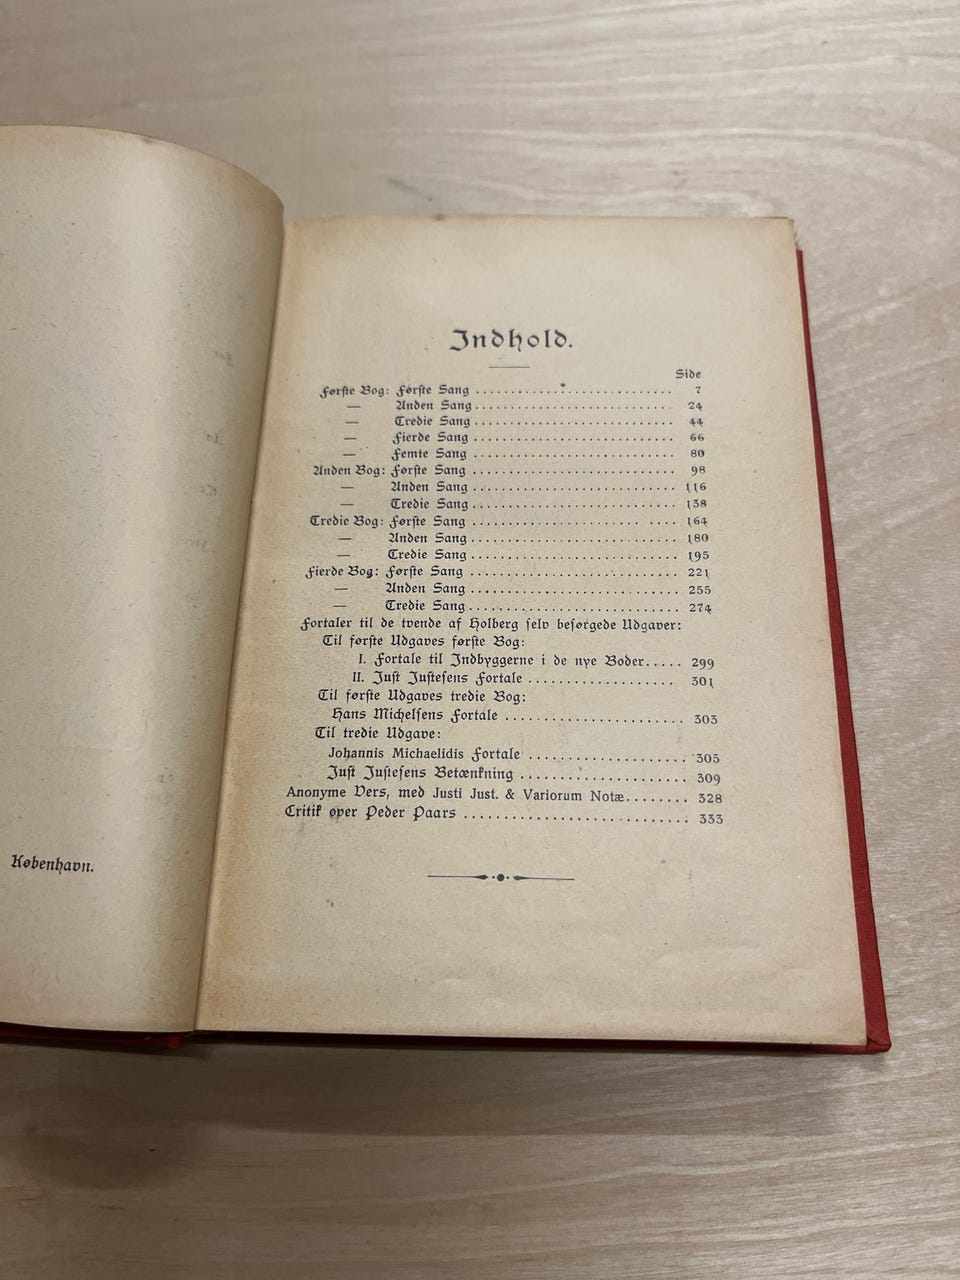 København.
Indhold.
Side
Første Bog: Første Sang 7
— Anden Sang 24
— Tredie Sang 44
— Fierde Sang 66
— Femte Sang 80
Anden Bog: Første Sang 98
— Anden Sang 116
— Tredie Sang 138
Tredie Bog: Første Sang 164
— Anden Sang 180
— Tredie Sang 195
Fierde Bog: Første Sang 221
— Anden Sang 255
— Tredie Sang 274
Fortaler til de tvende af Holberg selv besørgede Udgaver:
Til første Udgaves første Bog:
I. Fortale til Indbyggerne i de nye Boder 299
II. Just Justesens Fortale 301
Til første Udgaves tredie Bog:
Hans Michelsens Fortale 303
Til tredie Udgave:
Johannis Michaelidis Fortale 305
Just Justesens Betænkning 309
Anonyme Vers, med Justi Just. & Variorum Notæ 328
Critik over Peder Paars 333